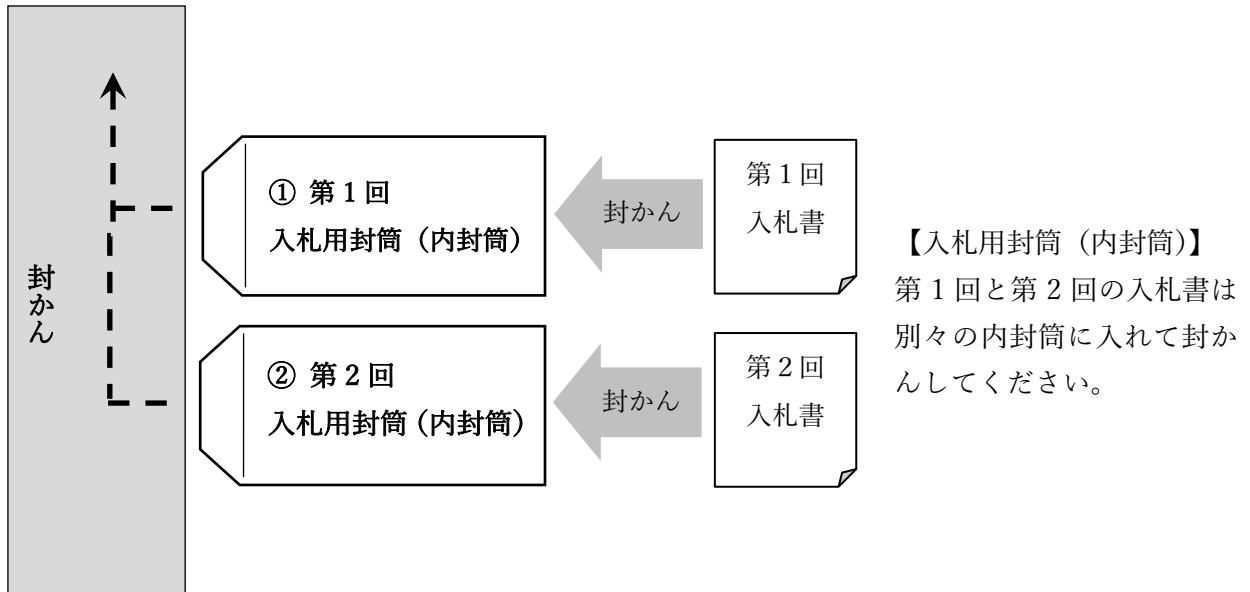 封かん
① 第1回
入札用封筒（内封筒）
封かん
第1回
入札書
② 第2回
入札用封筒（内封筒）
封かん
第2回
入札書
【入札用封筒（内封筒）】
第1回と第2回の入札書は
別々の内封筒に入れて封か
んしてください。